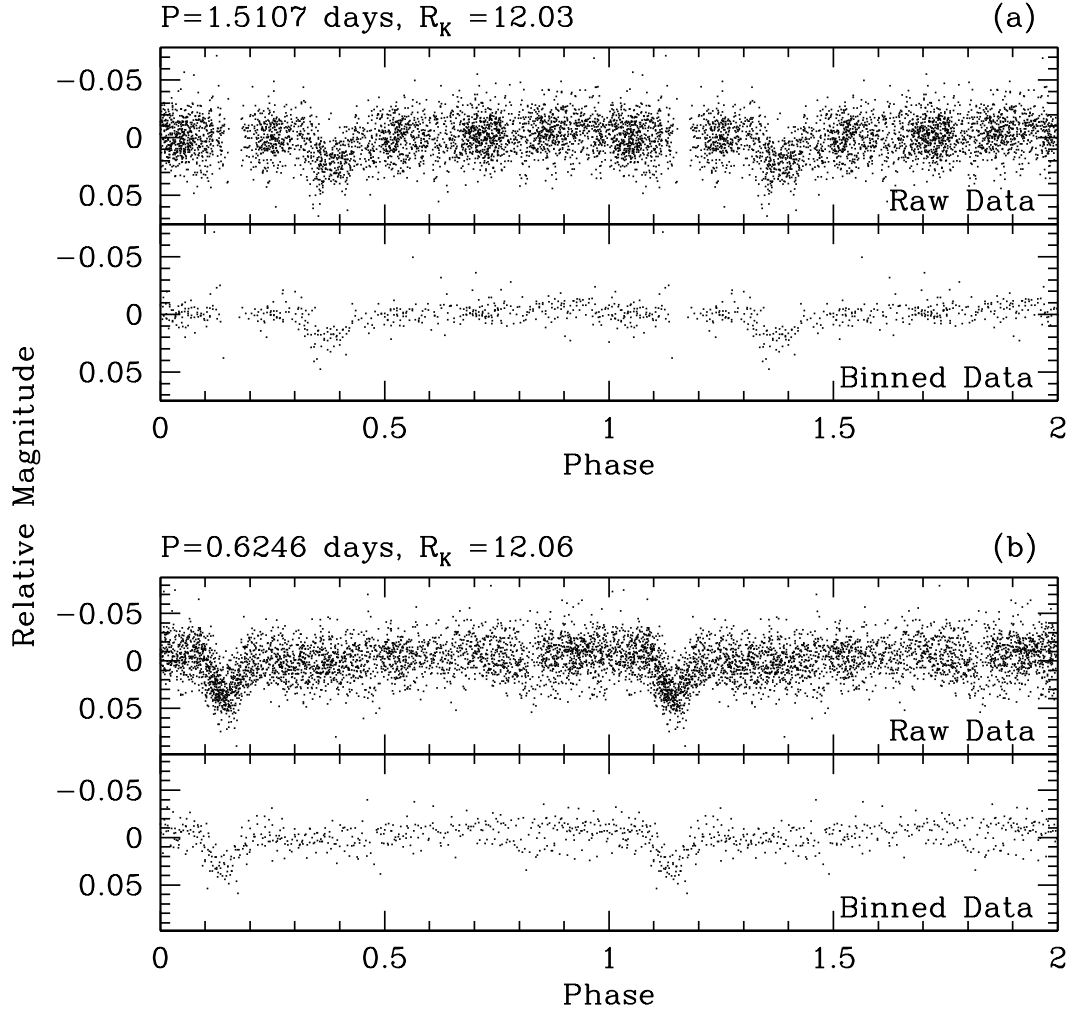 P=1.5107 days, R_K =12.03 (a)
−0.05
0
0.05
Raw Data
−0.05
0
0.05
Binned Data
0 0.5 1 1.5 2
Phase
Relative Magnitude
P=0.6246 days, R_K =12.06 (b)
−0.05
0
0.05
Raw Data
−0.05
0
0.05
Binned Data
0 0.5 1 1.5 2
Phase